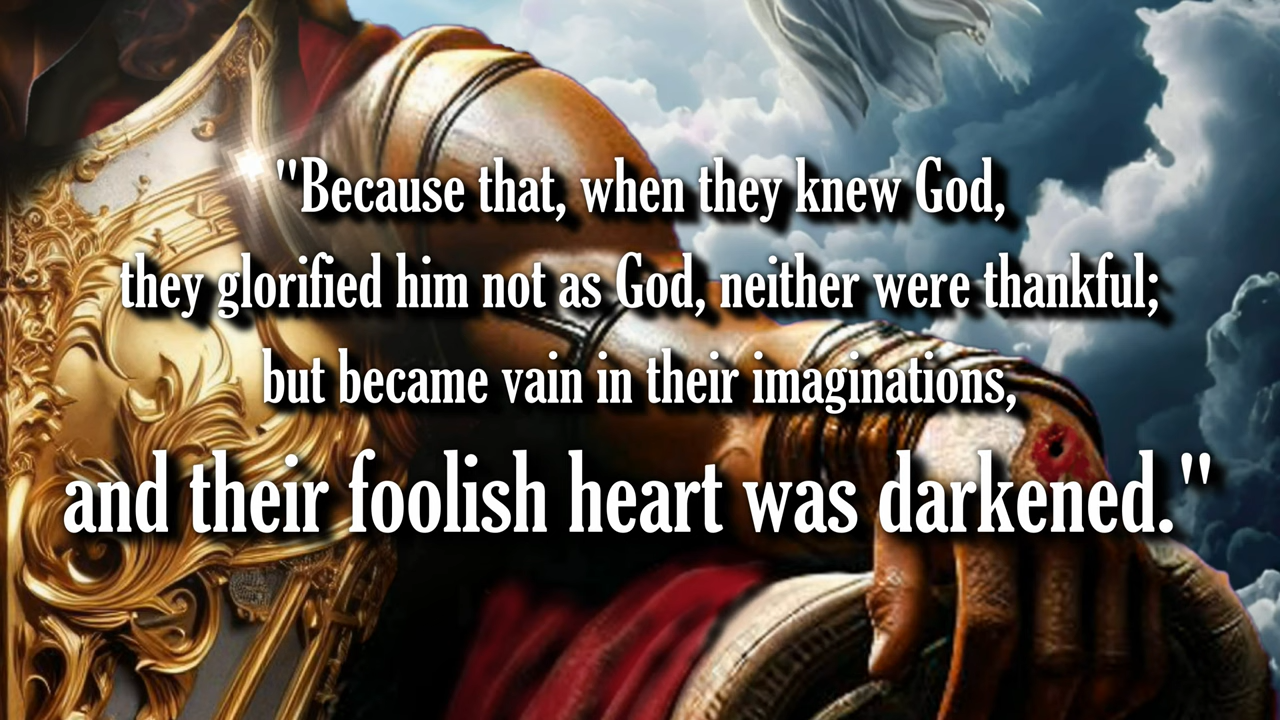 "Because that, when they knew God,
they glorified him not as God, neither were thankful;
but became vain in their imaginations,
and their foolish heart was darkened."